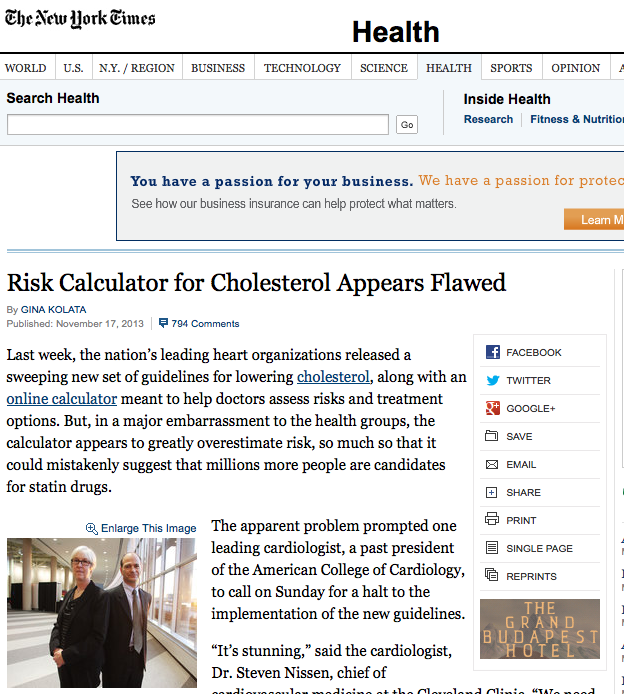 The New York Times
Health
WORLD U.S. N.Y. / REGION BUSINESS TECHNOLOGY SCIENCE HEALTH SPORTS OPINION
Search Health
Go
Inside Health
Research Fitness & Nutrition
You have a passion for your business. We have a passion for protec
See how our business insurance can help protect what matters.
Learn M
Risk Calculator for Cholesterol Appears Flawed
By GINA KOLATA
Published: November 17, 2013 794 Comments
Last week, the nation’s leading heart organizations released a
sweeping new set of guidelines for lowering cholesterol, along with an
online calculator meant to help doctors assess risks and treatment
options. But, in a major embarrassment to the health groups, the
calculator appears to greatly overestimate risk, so much so that it
could mistakenly suggest that millions more people are candidates
for statin drugs.
FACEBOOK
TWITTER
GOOGLE+
SAVE
EMAIL
SHARE
PRINT
SINGLE PAGE
REPRINTS
THE
GRAND
BUDAPEST
HOTEL
Enlarge This Image
The apparent problem prompted one
leading cardiologist, a past president
of the American College of Cardiology,
to call on Sunday for a halt to the
implementation of the new guidelines.
“It’s stunning,” said the cardiologist,
Dr. Steven Nissen, chief of
cardiovascular medicine at the Cleveland Clinic. “We need